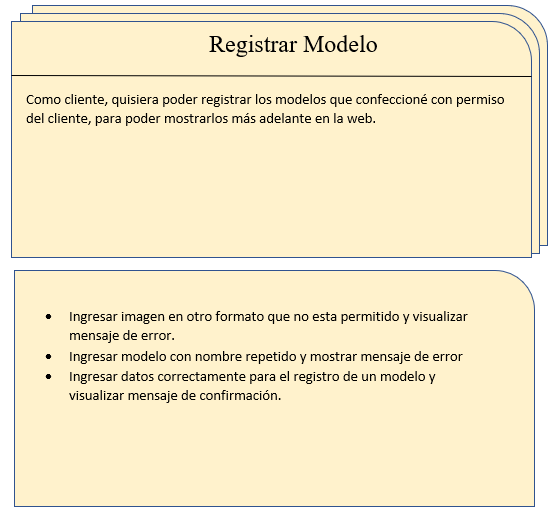 Registrar Modelo
Como cliente, quisiera poder registrar los modelos que confeccioné con permiso
del cliente, para poder mostrarlos más adelante en la web.
• Ingresar imagen en otro formato que no esta permitido y visualizar
mensaje de error.
• Ingresar modelo con nombre repetido y mostrar mensaje de error
• Ingresar datos correctamente para el registro de un modelo y
visualizar mensaje de confirmación.